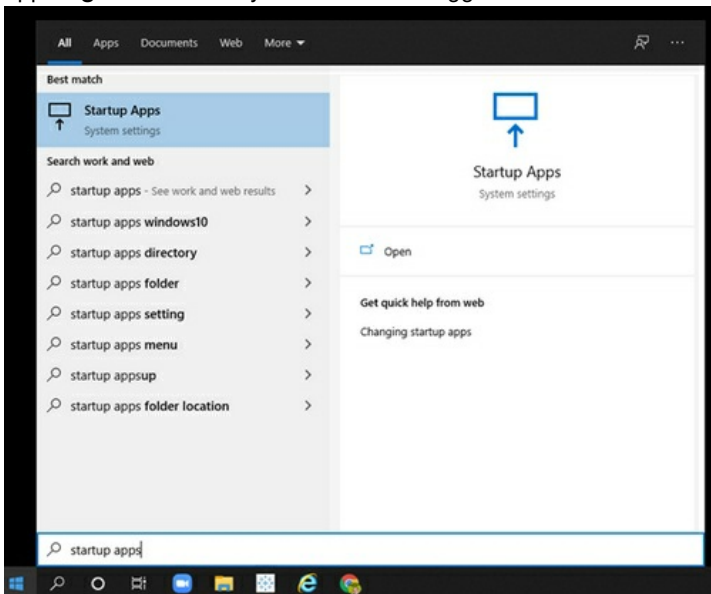 All Apps Documents Web More
Best match
Startup Apps
System settings
Search work and web
startup apps - See work and web results
startup apps windows10
startup apps directory
startup apps folder
startup apps setting
startup apps menu
startup appsup
startup apps folder location
Startup Apps
System settings
Open
Get quick help from web
Changing startup apps
startup apps